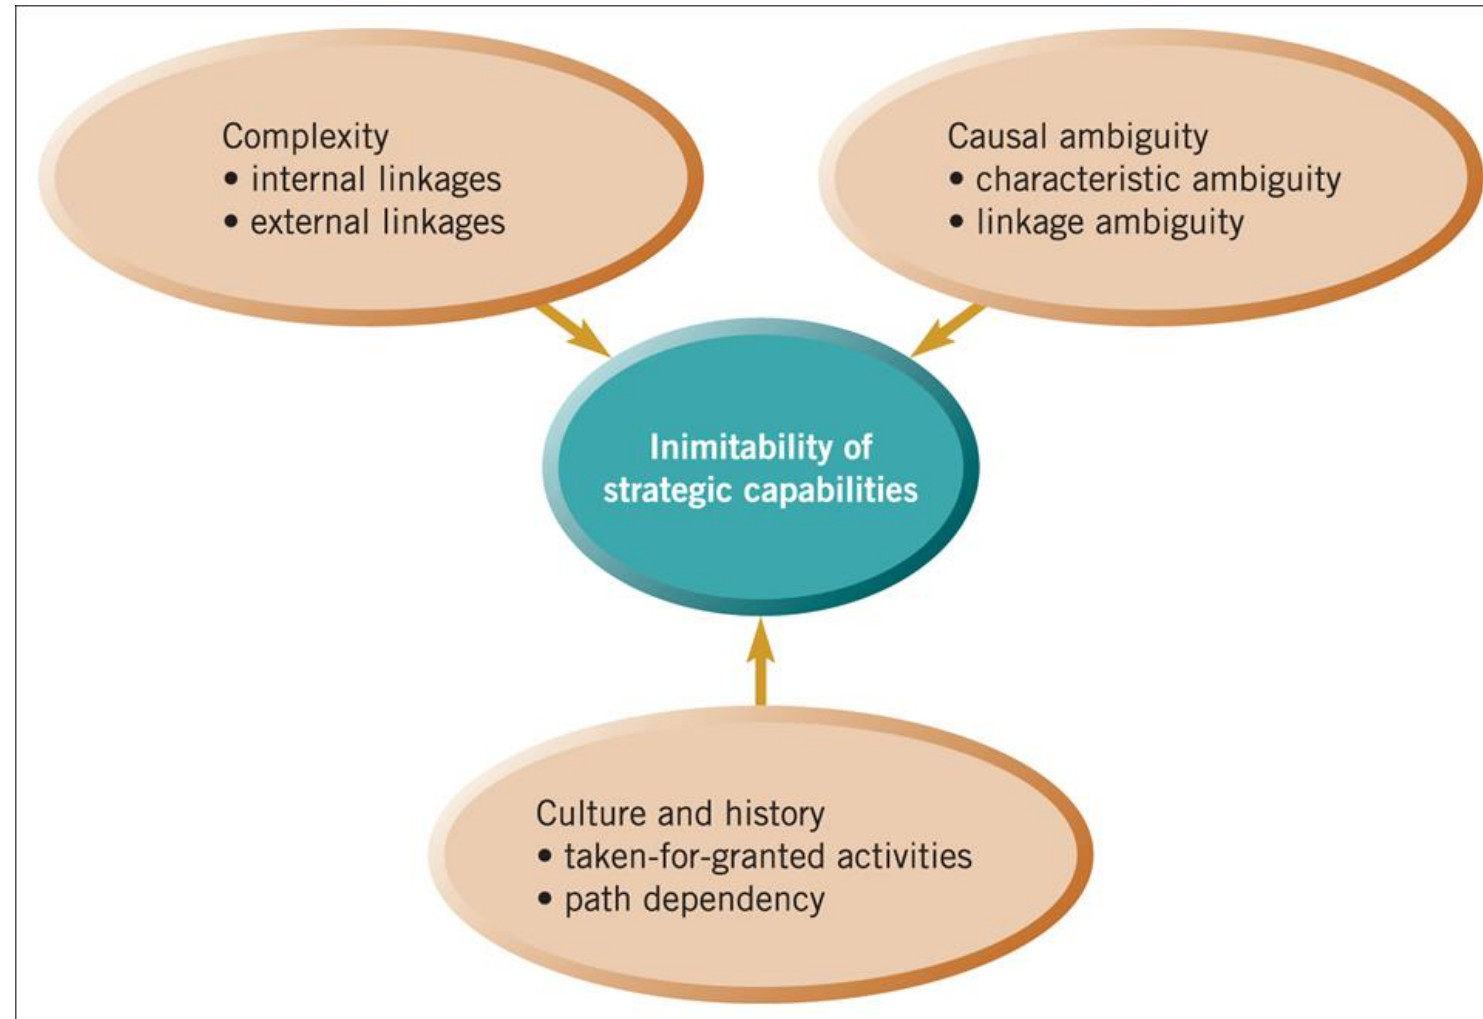 Complexity
• internal linkages
• external linkages
Causal ambiguity
• characteristic ambiguity
• linkage ambiguity
Inimitability of
strategic capabilities
Culture and history
• taken-for-granted activities
• path dependency